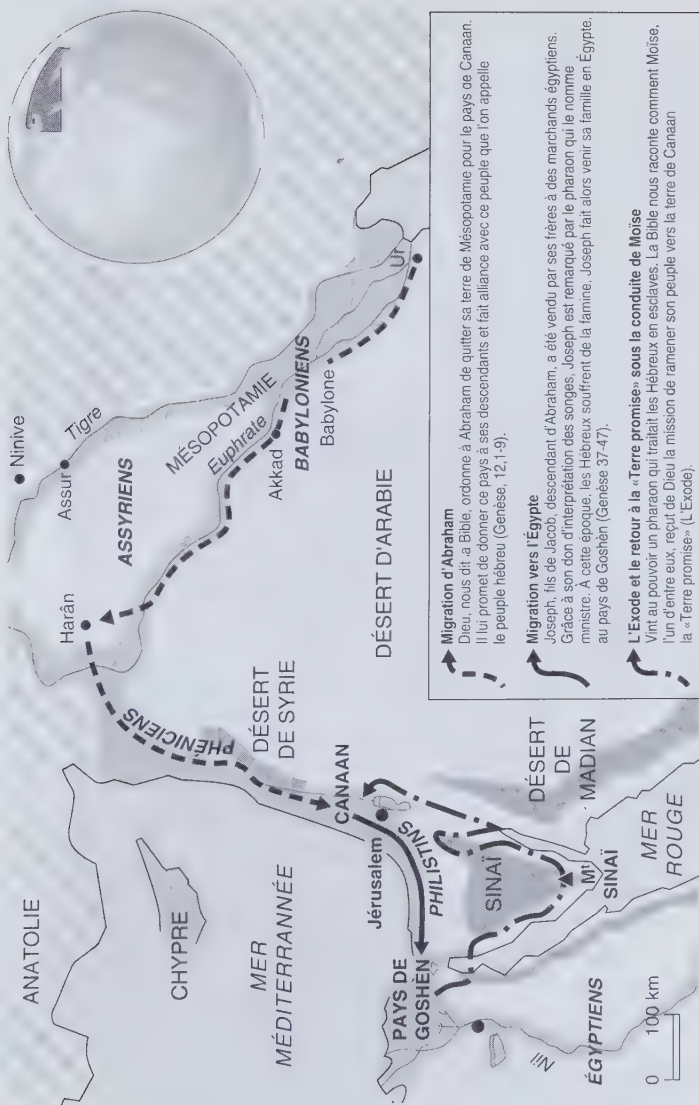 ANATOLIE
CHYPRE
MER
MÉDITERRANNÉE
Ninive
Assur
Tigre
ASSYRIENS
Harân
MÉSOPOTAMIE
Euphrate
Akkad
BABYLONIENS
Babylone
Ur
PHÉNICIENS
DÉSERT
DE SYRIE
DÉSERT D'ARABIE
CANAAN
Jérusalem
PHILISTINS
PAYS DE
GOSHÈN
SINAÏ
Mt
SINAÏ
DÉSERT
DE
MADIAN
MER
ROUGE
Nil
ÉGYPTIENS
0 100 km
Migration d'Abraham
Dieu, nous dit .a Bible, ordonne à Abraham de quitter sa terre de Mésopotamie pour le pays de Canaan.
Il lui promet de donner ce pays à ses descendants et fait alliance avec ce peuple que l'on appelle
le peuple hébreu (Genèse, 12,1-9).
Migration vers l'Égypte
Joseph, fils de Jacob, descendant d'Abraham, a été vendu par ses frères à des marchands égyptiens.
Grâce à son don d'interprétation des songes, Joseph est remarqué par le pharaon qui le nomme
ministre. À cette époque, les Hébreux souffrent de la famine. Joseph fait alors venir sa famille en Égypte,
au pays de Goshèn (Genèse 37-47).
L'Exode et le retour à la «Terre promise» sous la conduite de Moïse
Vint au pouvoir un pharaon qui traitait les Hébreux en esclaves. La Bible nous raconte comment Moïse,
l'un d'entre eux, reçut de Dieu la mission de ramener son peuple vers la terre de Canaan
la «Terre promise» (L'Exode).